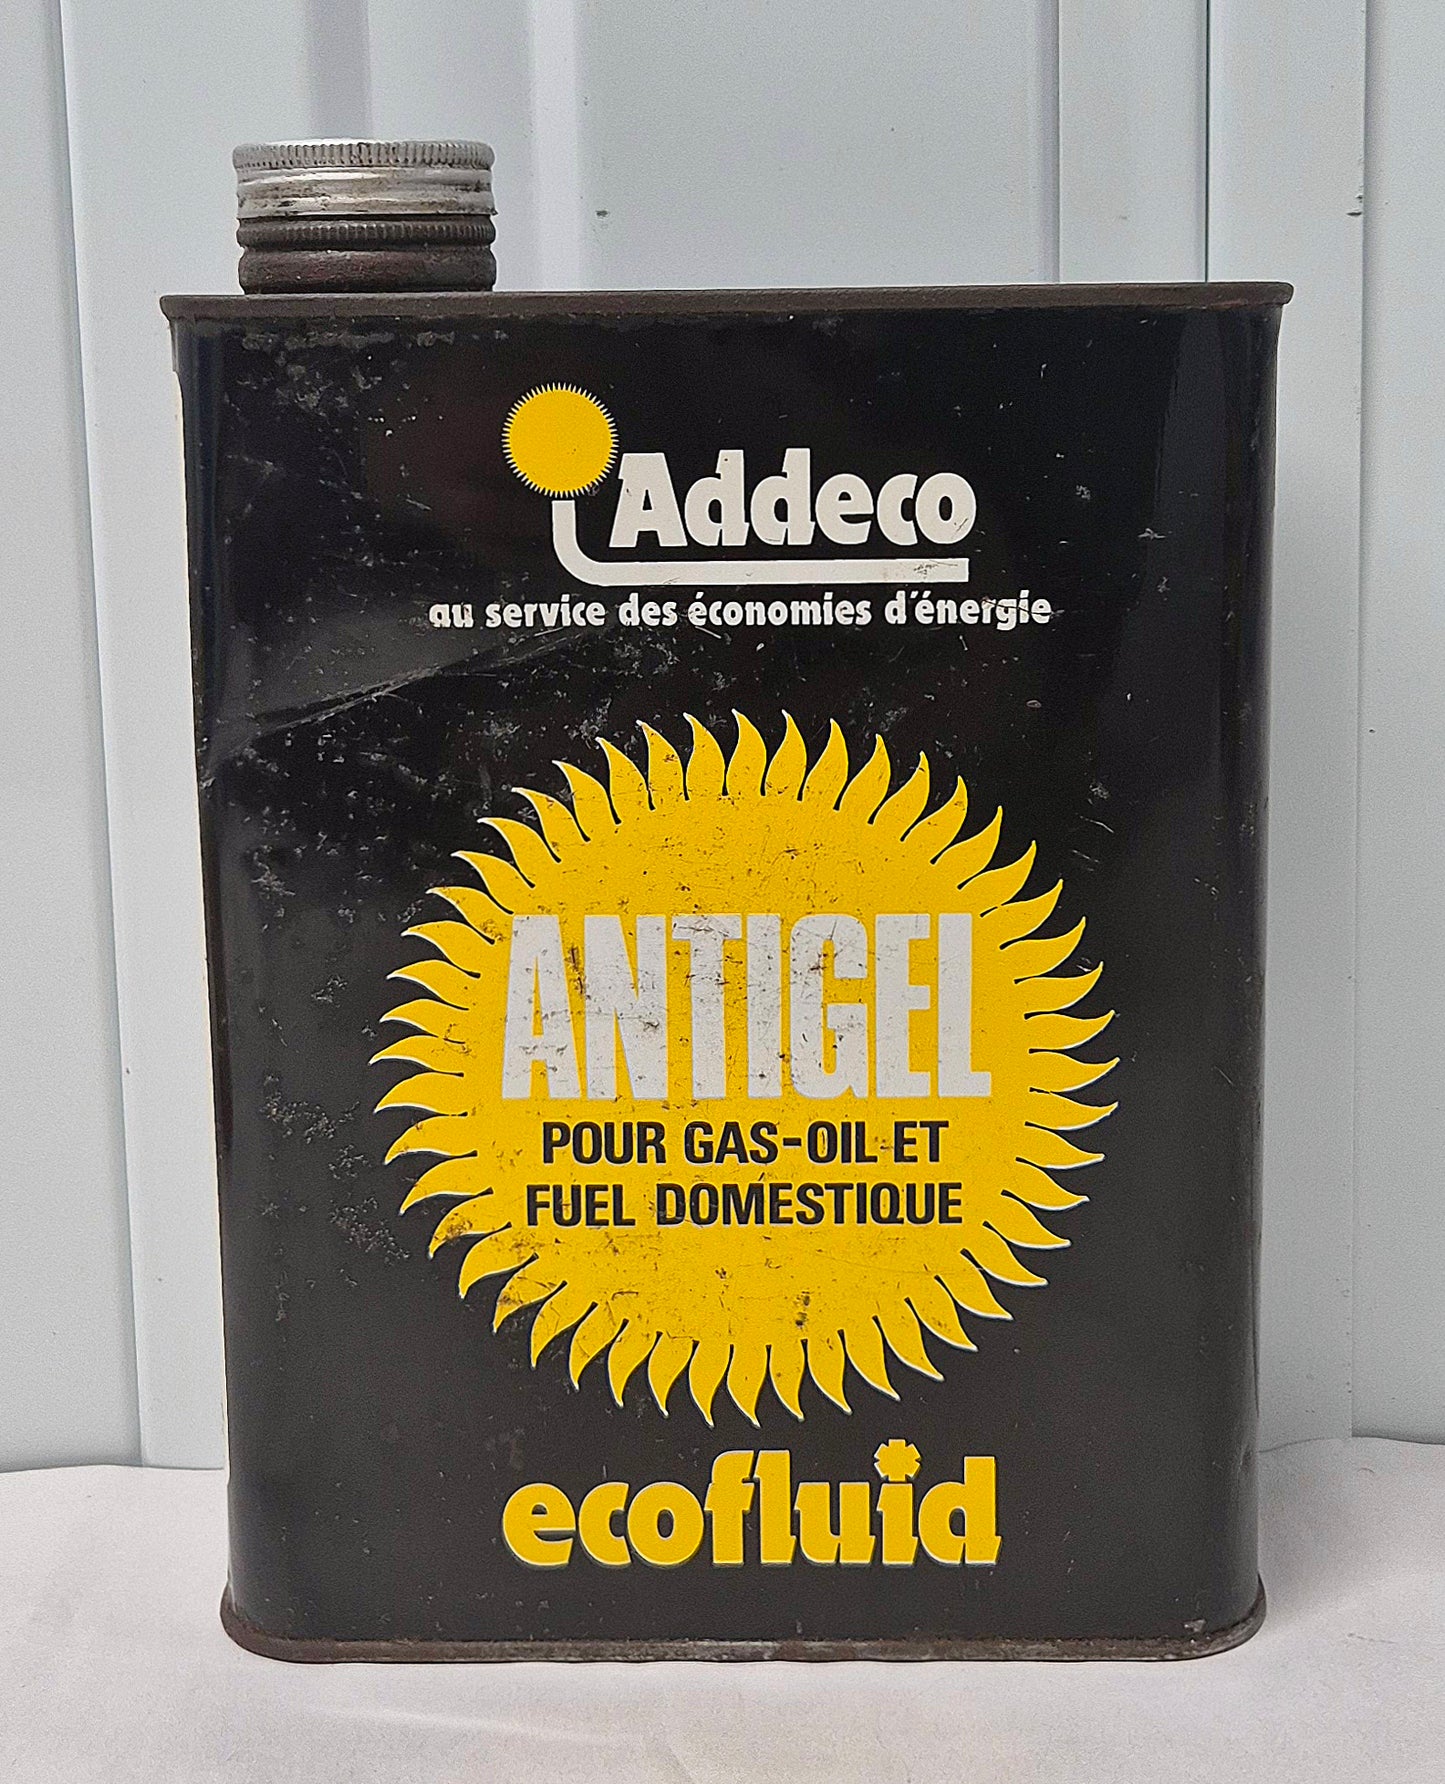 Addeco
au service des économies d'énergie
ANTIGEL
POUR GAS-OIL ET
FUEL DOMESTIQUE
ecofluid